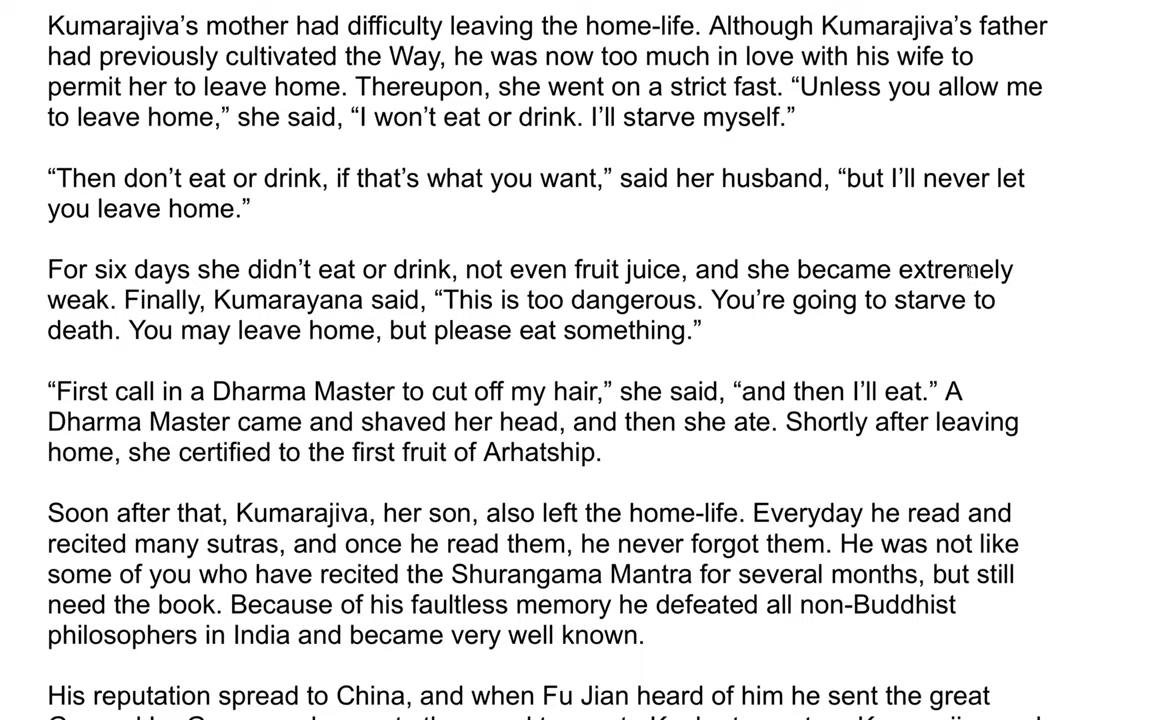 Kumarajiva’s mother had difficulty leaving the home-life. Although Kumarajiva’s father
had previously cultivated the Way, he was now too much in love with his wife to
permit her to leave home. Thereupon, she went on a strict fast. “Unless you allow me
to leave home,” she said, “I won’t eat or drink. I’ll starve myself.”
“Then don’t eat or drink, if that’s what you want,” said her husband, “but I’ll never let
you leave home.”
For six days she didn’t eat or drink, not even fruit juice, and she became extremely
weak. Finally, Kumarayana said, “This is too dangerous. You’re going to starve to
death. You may leave home, but please eat something.”
“First call in a Dharma Master to cut off my hair,” she said, “and then I’ll eat.” A
Dharma Master came and shaved her head, and then she ate. Shortly after leaving
home, she certified to the first fruit of Arhatship.
Soon after that, Kumarajiva, her son, also left the home-life. Everyday he read and
recited many sutras, and once he read them, he never forgot them. He was not like
some of you who have recited the Shurangama Mantra for several months, but still
need the book. Because of his faultless memory he defeated all non-Buddhist
philosophers in India and became very well known.
His reputation spread to China, and when Fu Jian heard of him he sent the great